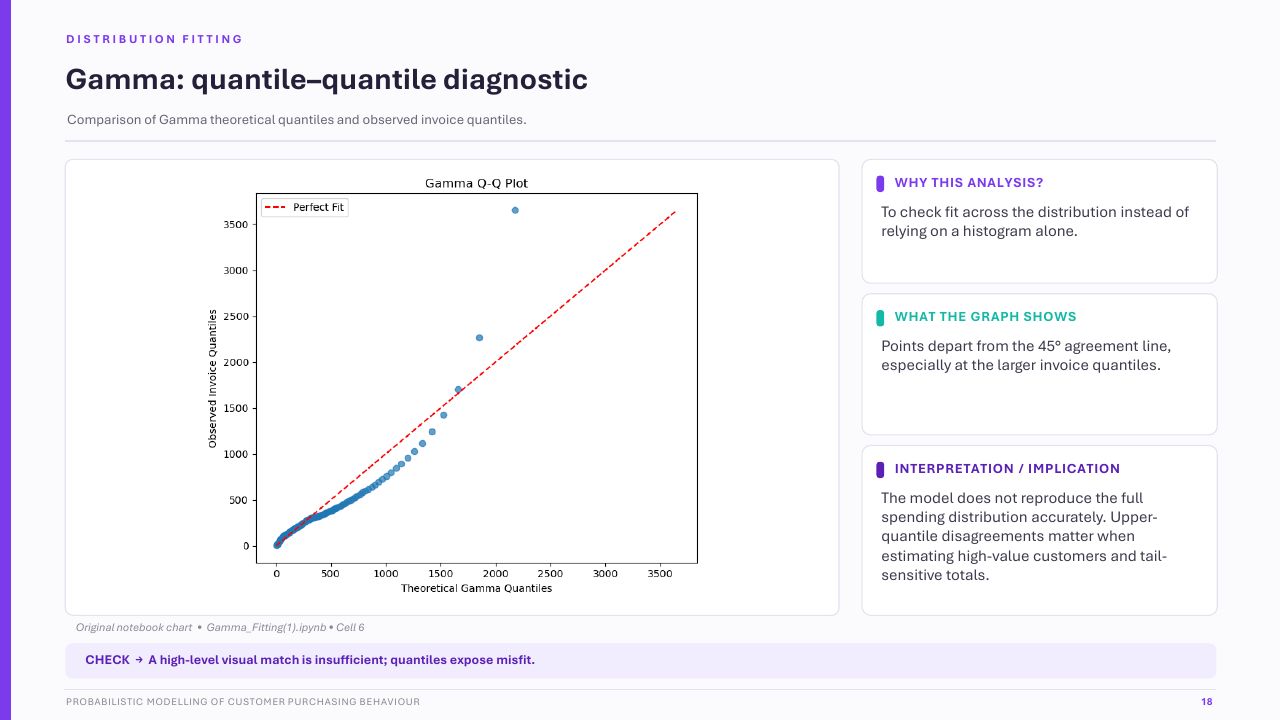 DISTRIBUTION FITTING
Gamma: quantile–quantile diagnostic
Comparison of Gamma theoretical quantiles and observed invoice quantiles.
Gamma Q-Q Plot
Perfect Fit
3500
3000
2500
2000
1500
1000
500
0
Observed Invoice Quantiles
0 500 1000 1500 2000 2500 3000 3500
Theoretical Gamma Quantiles
Original notebook chart • Gamma_Fitting(1).ipynb • Cell 6
WHY THIS ANALYSIS?
To check fit across the distribution instead of
relying on a histogram alone.
WHAT THE GRAPH SHOWS
Points depart from the 45° agreement line,
especially at the larger invoice quantiles.
INTERPRETATION / IMPLICATION
The model does not reproduce the full
spending distribution accurately. Upper-
quantile disagreements matter when
estimating high-value customers and tail-
sensitive totals.
CHECK → A high-level visual match is insufficient; quantiles expose misfit.
PROBABILISTIC MODELLING OF CUSTOMER PURCHASING BEHAVIOUR
18